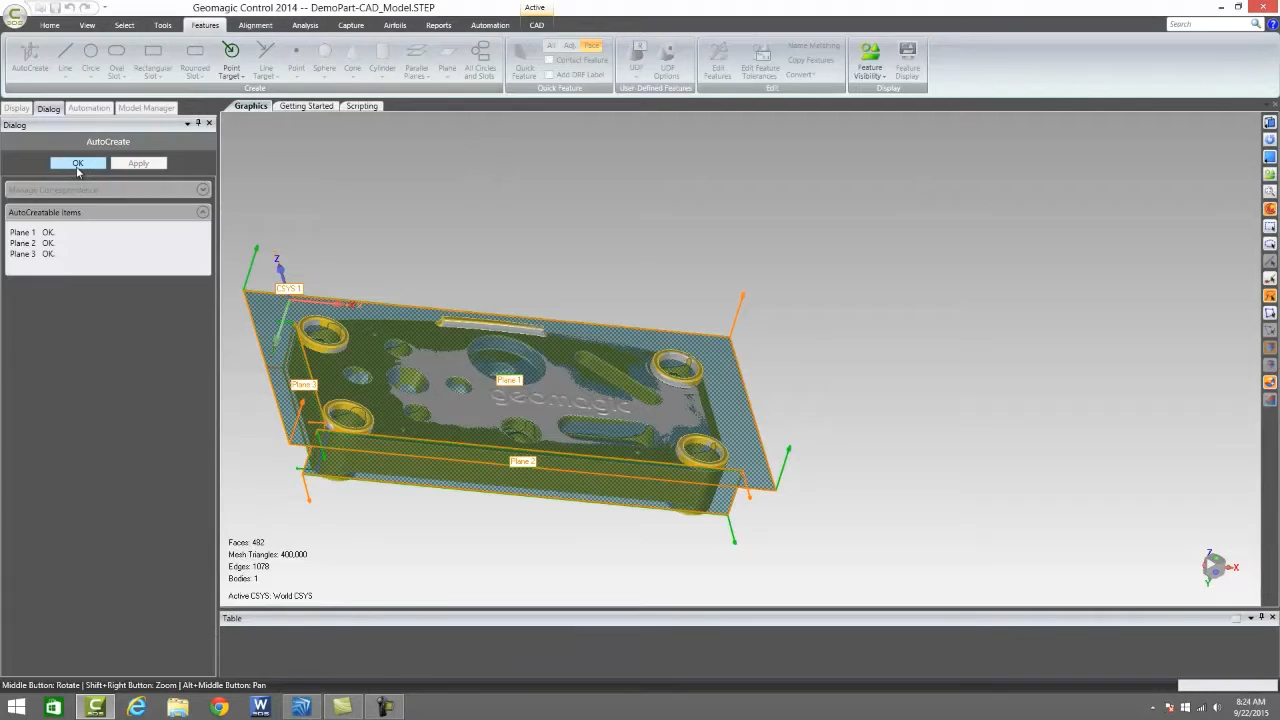 Geomagic Control 2014 -- DemoPart-CAD_Model.STEP
Active
Home View Select Tools Features Alignment Analysis Capture Airfoils Reports Automation CAD
Search
AutoCreate Line Circle Oval Slot Rectangular Slot Rounded Slot Point Target Line Target Point Sphere Cone Cylinder Parallel Planes Plane All Circles and Slots
Quick Feature All Adj. Face
Contact Feature
Add ORF Label
UDF UDF Options
Edit Features Edit Feature Tolerances
Name Matching
Copy Features
Convert
Feature Visibility Feature Display
Create Quick Feature User-Defined Features Edit Display
Display Dialog Automation Model Manager
Graphics Getting Started Scripting
Dialog
AutoCreate
OK Apply
Manage Correspondence
AutoCreatable Items
Plane 1 OK.
Plane 2 OK.
Plane 3 OK.
Z
CSYS 1
X
Plane 3
Plane 1
geomagic
Plane 2
Faces: 482
Mesh Triangles: 400,000
Edges: 1078
Bodies: 1
Active CSYS: World CSYS
Z
X
Y
Table
Middle Button: Rotate | Shift+Right Button: Zoom | Alt+Middle Button: Pan
8:24 AM
9/22/2015